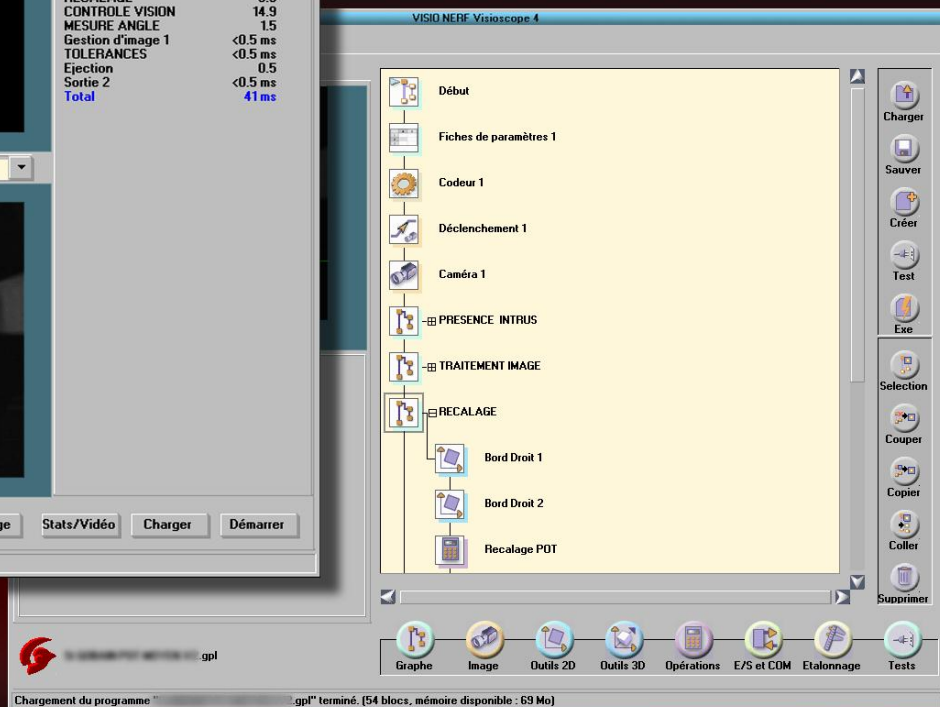 CONTROLE VISION 14.9
MESURE ANGLE 1.5
Gestion d'image 1 <0.5 ms
TOLERANCES <0.5 ms
Ejection 0.5
Sortie 2 <0.5 ms
Total 41 ms
Stats/Vidéo
Charger
Démarrer
VISIO NERF Visioscope 4
Début
Fiches de paramètres 1
Codeur 1
Déclenchement 1
Caméra 1
PRESENCE INTRUS
TRAITEMENT IMAGE
RECALAGE
Bord Droit 1
Bord Droit 2
Recalage POT
Charger
Sauver
Créer
Test
Exe
Selection
Couper
Copier
Coller
Supprimer
Graphe
Image
Outils 2D
Outils 3D
Opérations
E/S et COM
Etalonnage
Tests
.gpl
Chargement du programme " .gpl" terminé. (54 blocs, mémoire disponible : 69 Mo)